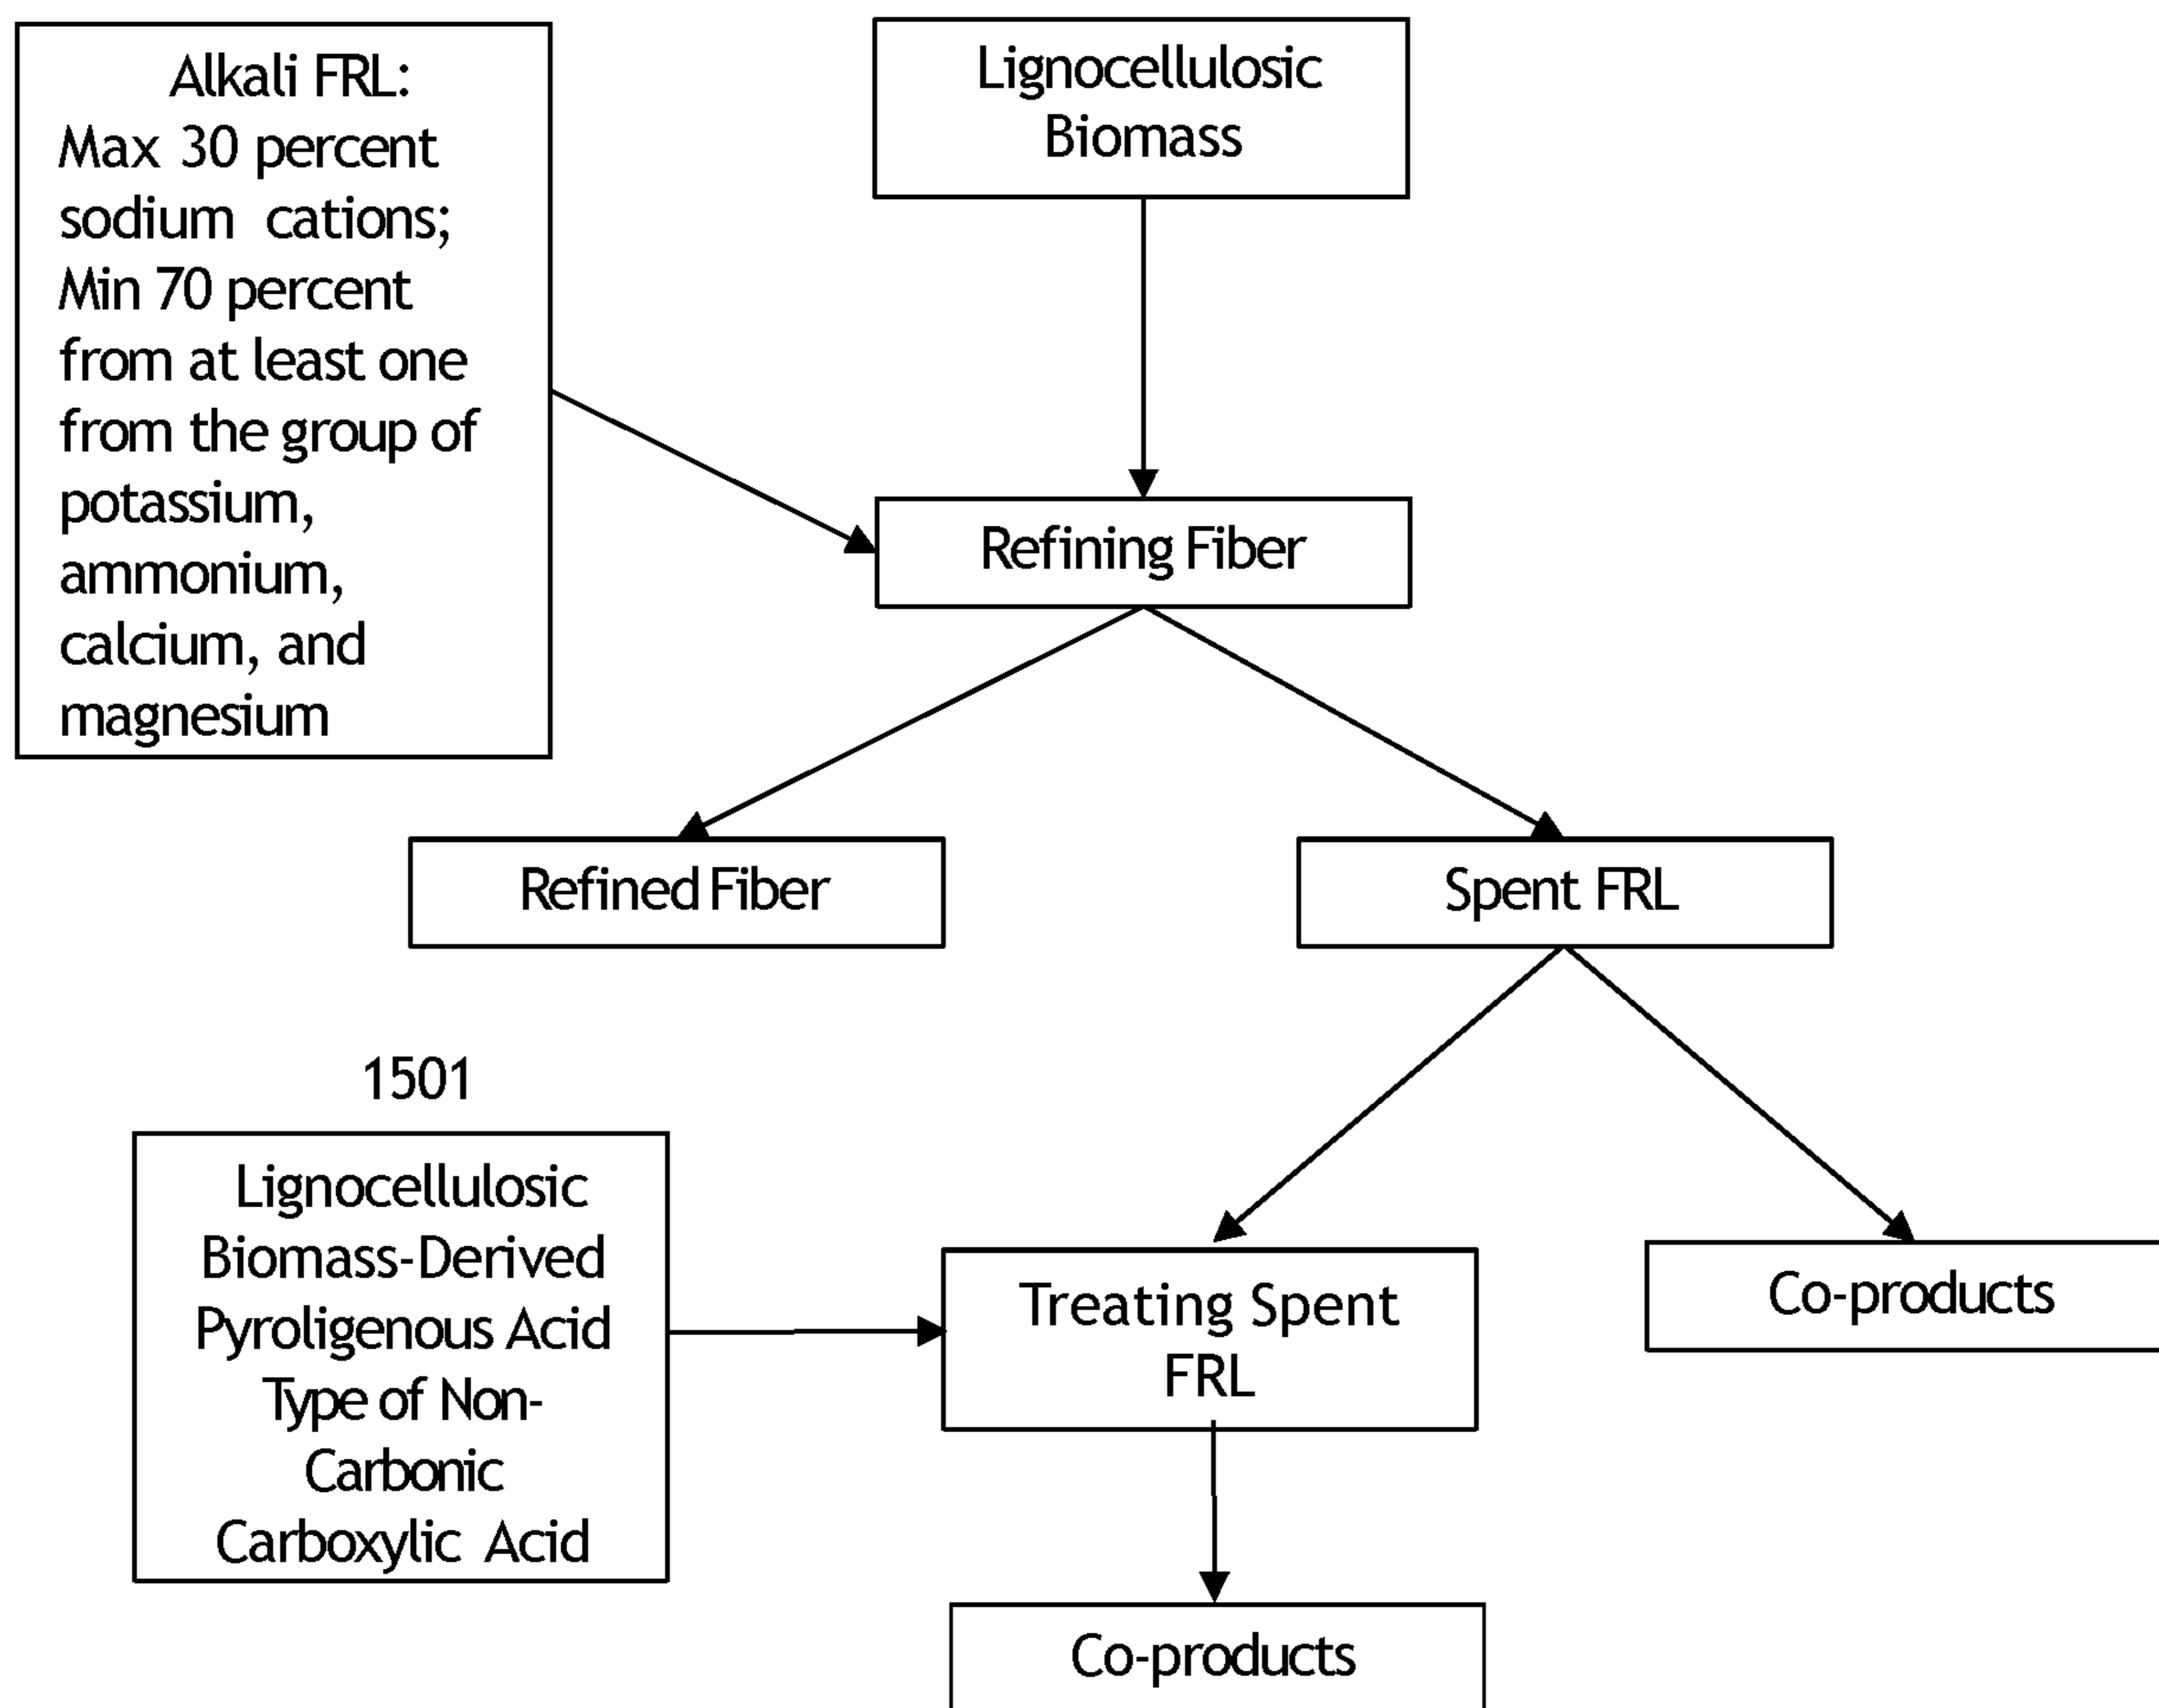 Alkali FRL:
Max 30 percent
sodium cations;
Min 70 percent
from at least one
from the group of
potassium,
ammonium,
calcium, and
magnesium
Lignocellulosic
Biomass
Refining Fiber
Refined Fiber
Spent FRL
1501
Lignocellulosic
Biomass-Derived
Pyroligenous Acid
Type of Non-
Carbonic
Carboxylic Acid
Treating Spent
FRL
Co-products
Co-products